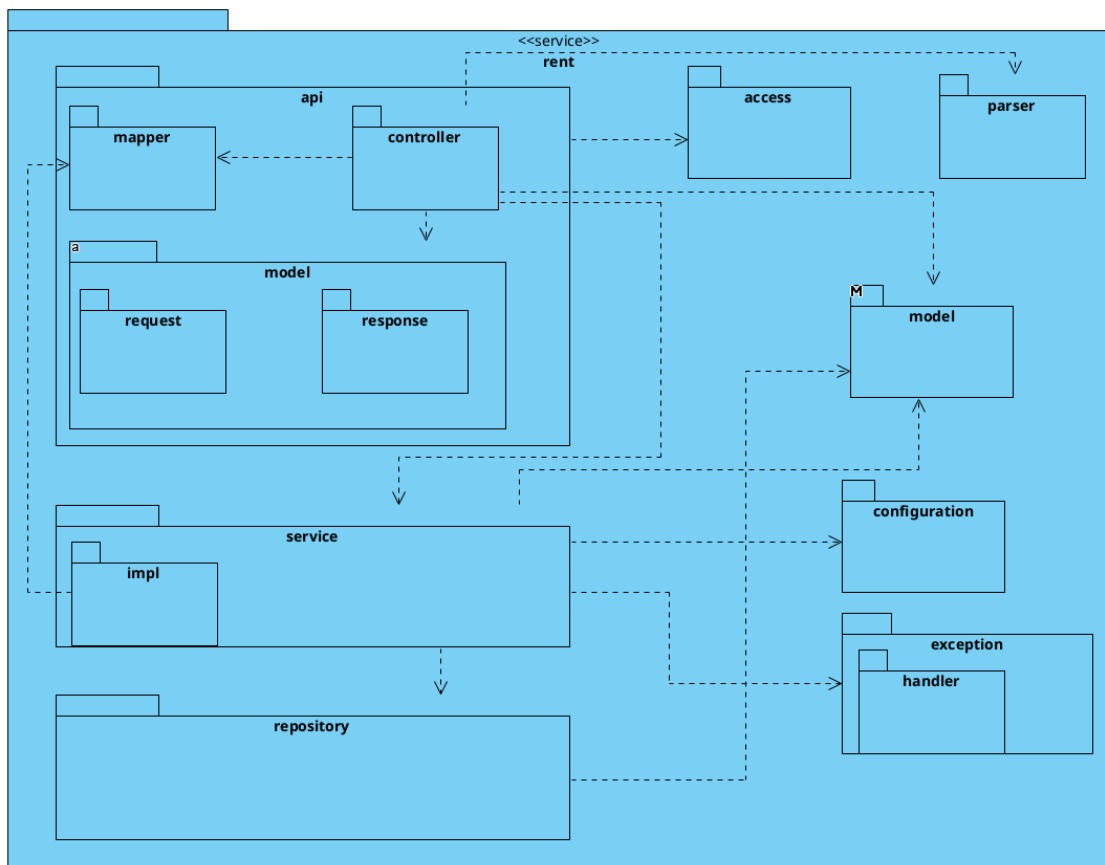 <<service>>
rent
api
access
parser
mapper
controller
a
model
request
response
M
model
service
impl
configuration
exception
handler
repository